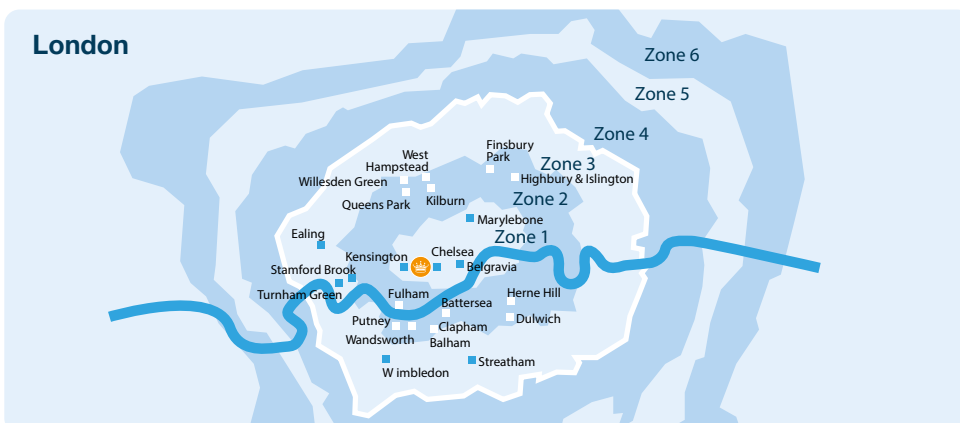 London
Zone 6
Zone 5
Zone 4
Finsbury
Park
Zone 3
West
Hampstead
Highbury & Islington
Willesden Green
Kilburn
Queens Park
Zone 2
Marylebone
Ealing
Zone 1
Chelsea
Kensington
Belgravia
Stamford Brook
Turnham Green
Fulham
Herne Hill
Battersea
Putney
Dulwich
Clapham
Wandsworth
Balham
Streatham
W imbledon